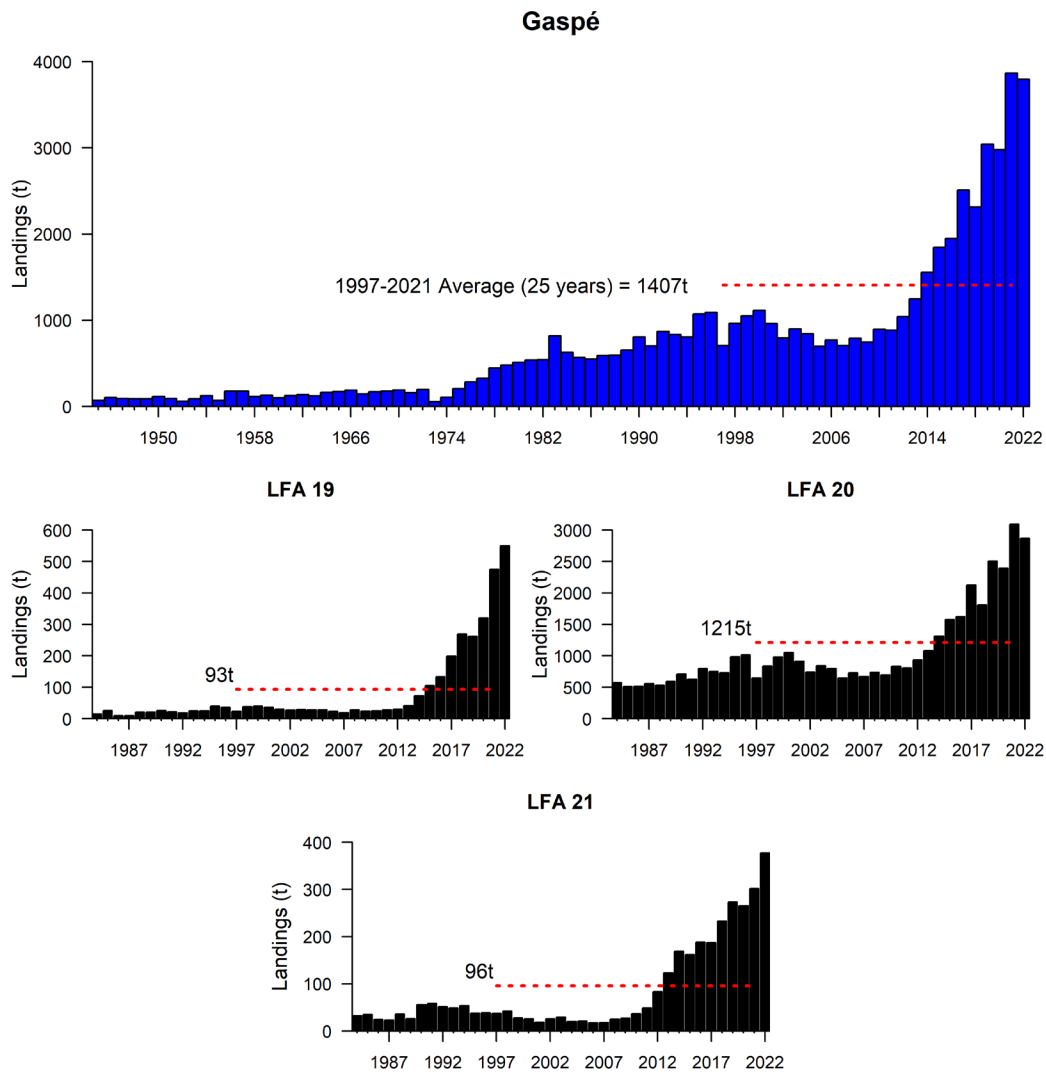 Gaspé
4000
3000
2000
1000
0
Landings (t)
1997-2021 Average (25 years) = 1407t
1950 1958 1966 1974 1982 1990 1998 2006 2014 2022
LFA 19
600
500
400
300
200
100
0
Landings (t)
93t
1987 1992 1997 2002 2007 2012 2017 2022
LFA 20
3000
2500
2000
1500
1000
500
0
Landings (t)
1215t
1987 1992 1997 2002 2007 2012 2017 2022
LFA 21
400
300
200
100
0
Landings (t)
96t
1987 1992 1997 2002 2007 2012 2017 2022